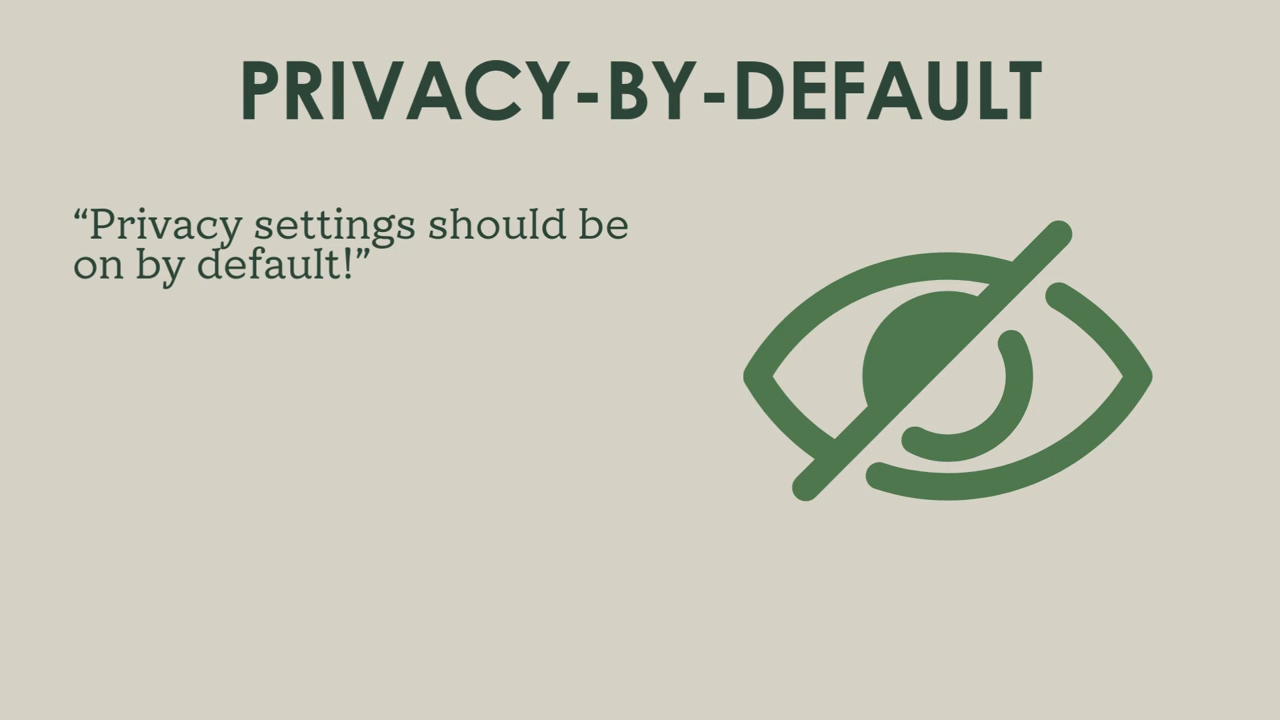 PRIVACY-BY-DEFAULT
“Privacy settings should be
on by default!”